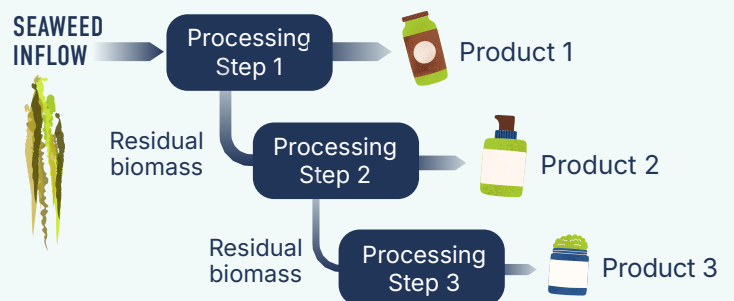 SEAWEED
INFLOW
Processing
Step 1
Product 1
Residual
biomass
Processing
Step 2
Product 2
Residual
biomass
Processing
Step 3
Product 3